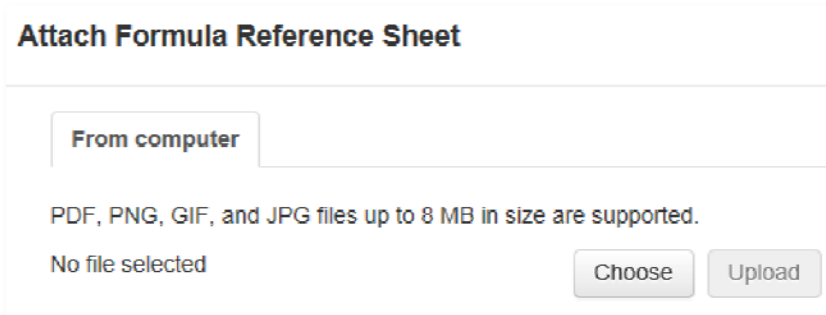 Attach Formula Reference Sheet
From computer
PDF, PNG, GIF, and JPG files up to 8 MB in size are supported.
No file selected
Choose
Upload